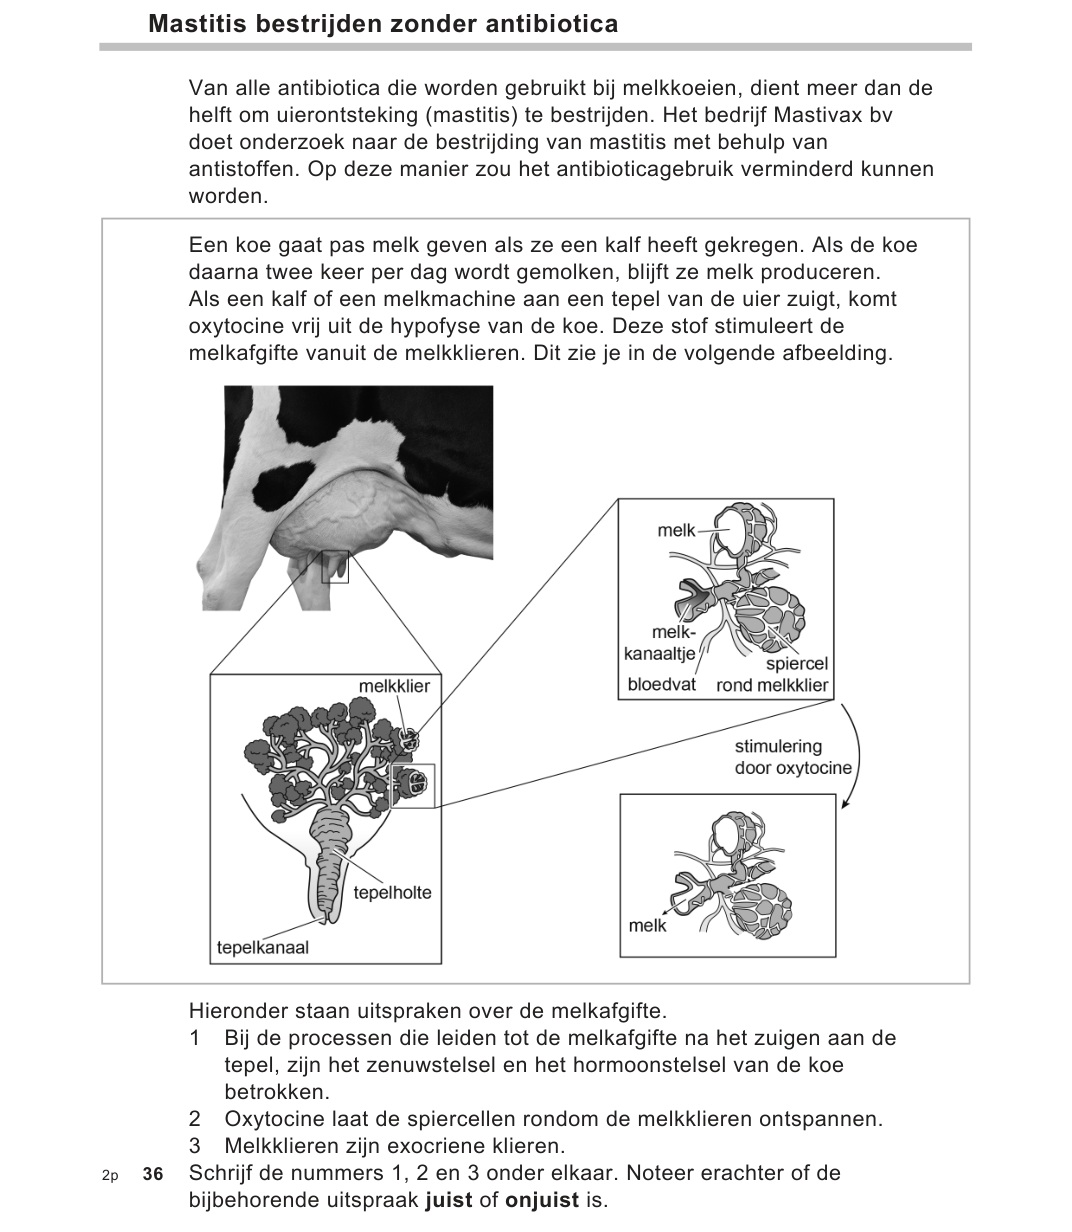 Mastitis bestrijden zonder antibiotica
Van alle antibiotica die worden gebruikt bij melkkoeien, dient meer dan de
helft om uierontsteking (mastitis) te bestrijden. Het bedrijf Mastivax bv
doet onderzoek naar de bestrijding van mastitis met behulp van
antistoffen. Op deze manier zou het antibioticagebruik verminderd kunnen
worden.
Een koe gaat pas melk geven als ze een kalf heeft gekregen. Als de koe
daarna twee keer per dag wordt gemolken, blijft ze melk produceren.
Als een kalf of een melkmachine aan een tepel van de uier zuigt, komt
oxytocine vrij uit de hypofyse van de koe. Deze stof stimuleert de
melkafgifte vanuit de melkklieren. Dit zie je in de volgende afbeelding.
melk
melk-
kanaaltje
spiercel
bloedvat rond melkklier
melkklier
stimulering
door oxytocine
tepelholte
melk
tepelkanaal
Hieronder staan uitspraken over de melkafgifte.
1 Bij de processen die leiden tot de melkafgifte na het zuigen aan de
tepel, zijn het zenuwstelsel en het hormoonstelsel van de koe
betrokken.
2 Oxytocine laat de spiercellen rondom de melkklieren ontspannen.
3 Melkklieren zijn exocriene klieren.
2p 36 Schrijf de nummers 1, 2 en 3 onder elkaar. Noteer erachter of de
bijbehorende uitspraak juist of onjuist is.